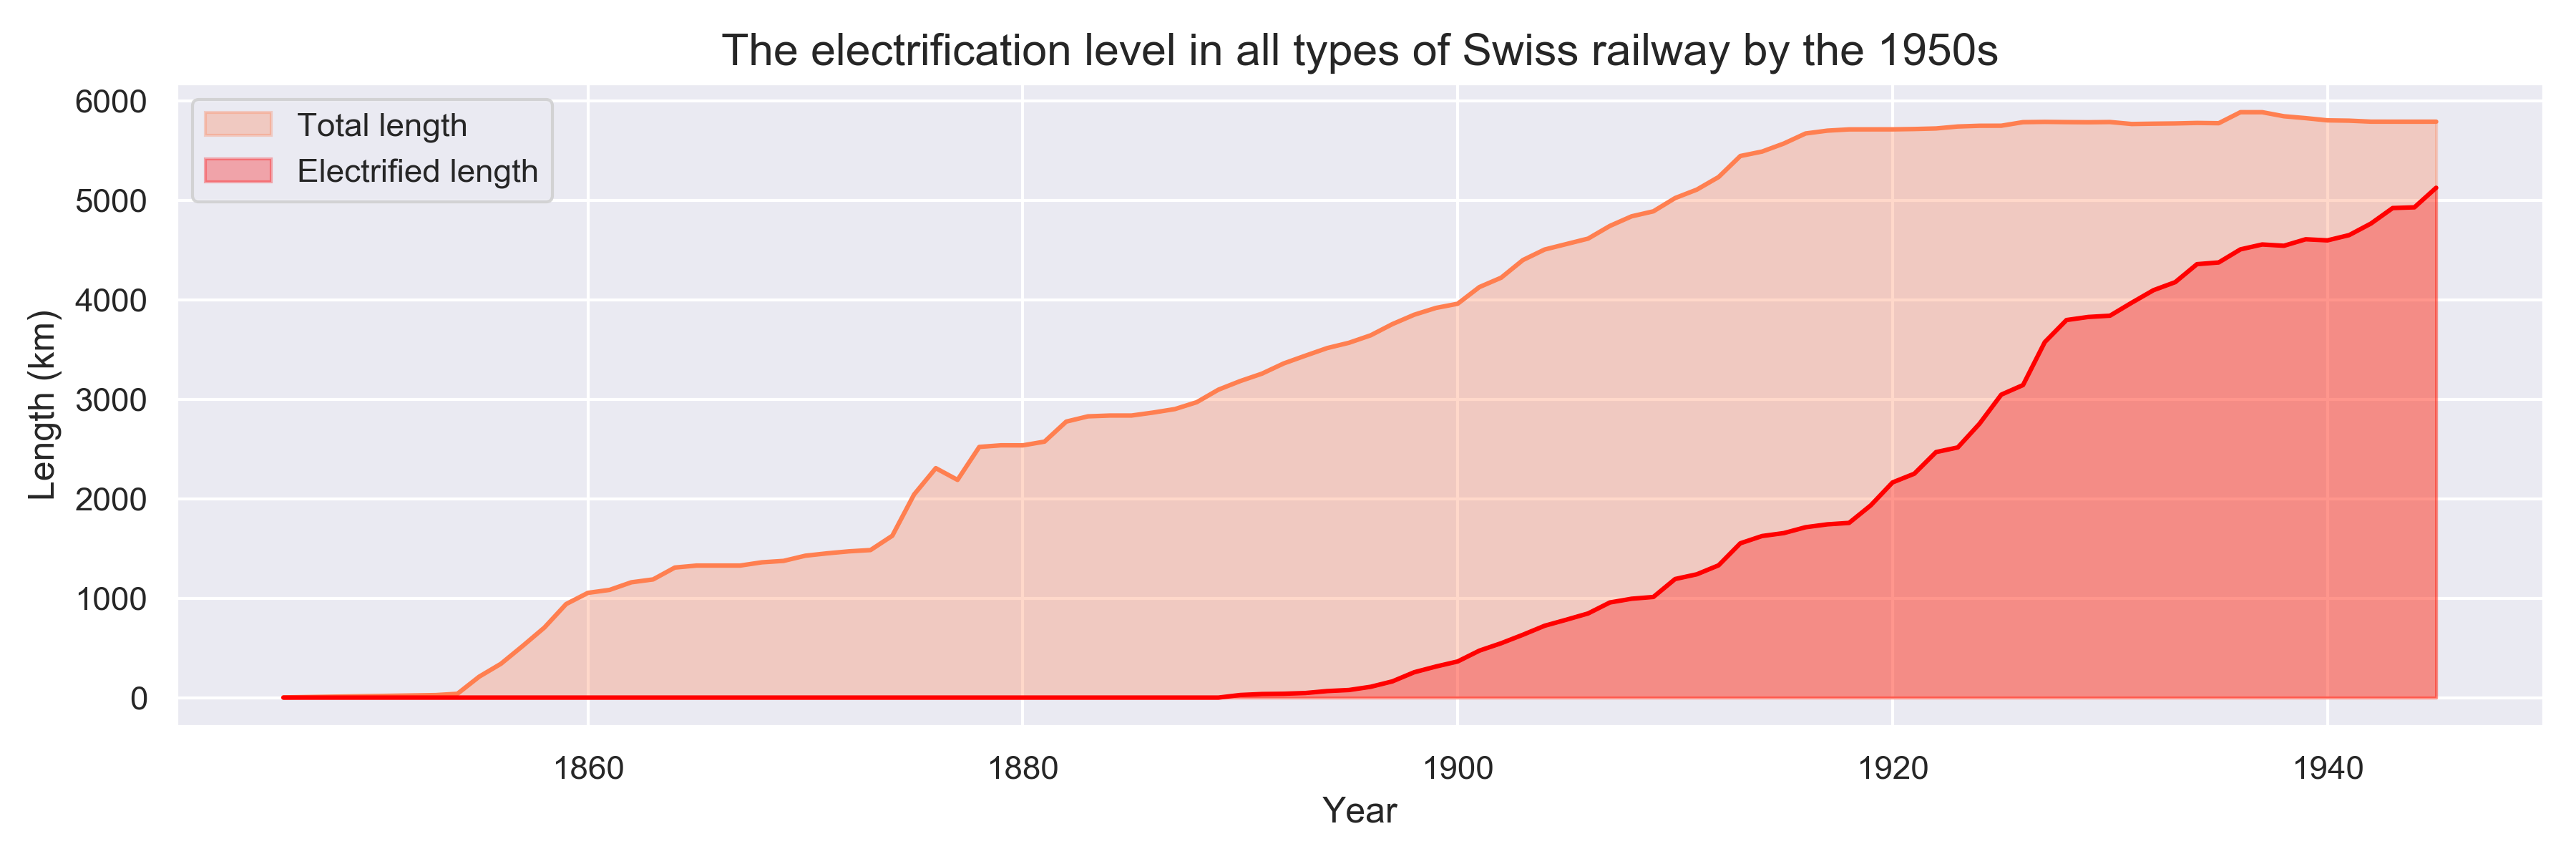 The electrification level in all types of Swiss railway by the 1950s
Total length
Electrified length
6000
5000
4000
3000
2000
1000
0
Length (km)
1860
1880
1900
1920
1940
Year